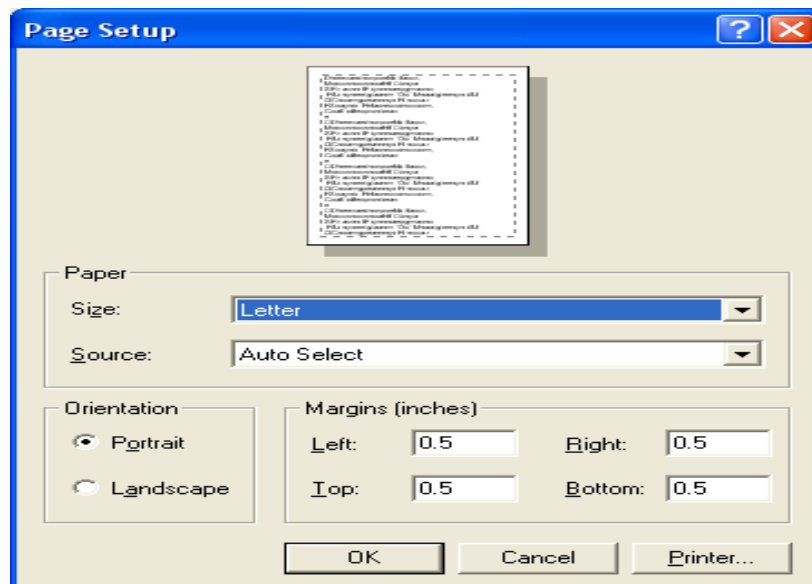 Page Setup
Paper
Size: Letter
Source: Auto Select
Orientation
Portrait
Landscape
Margins (inches)
Left: 0.5 Right: 0.5
Top: 0.5 Bottom: 0.5
OK Cancel Printer...